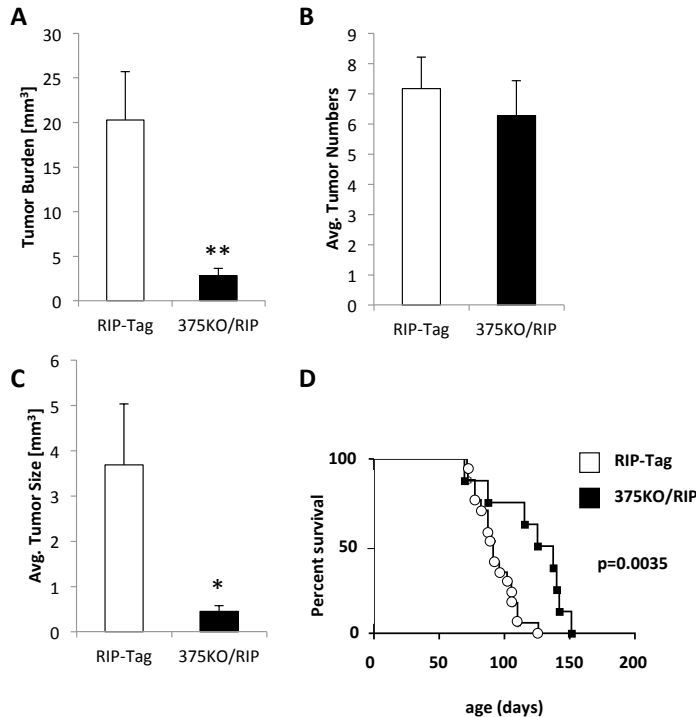 A
Tumor Burden [mm³]
30
25
20
15
10
5
0
**
RIP-Tag 375KO/RIP
B
Avg. Tumor Numbers
9
8
7
6
5
4
3
2
1
0
RIP-Tag 375KO/RIP
C
Avg. Tumor Size [mm³]
6
5
4
3
2
1
0
*
RIP-Tag 375KO/RIP
D
Percent survival
100
50
0
0 50 100 150 200
age (days)
RIP-Tag
375KO/RIP
p=0.0035